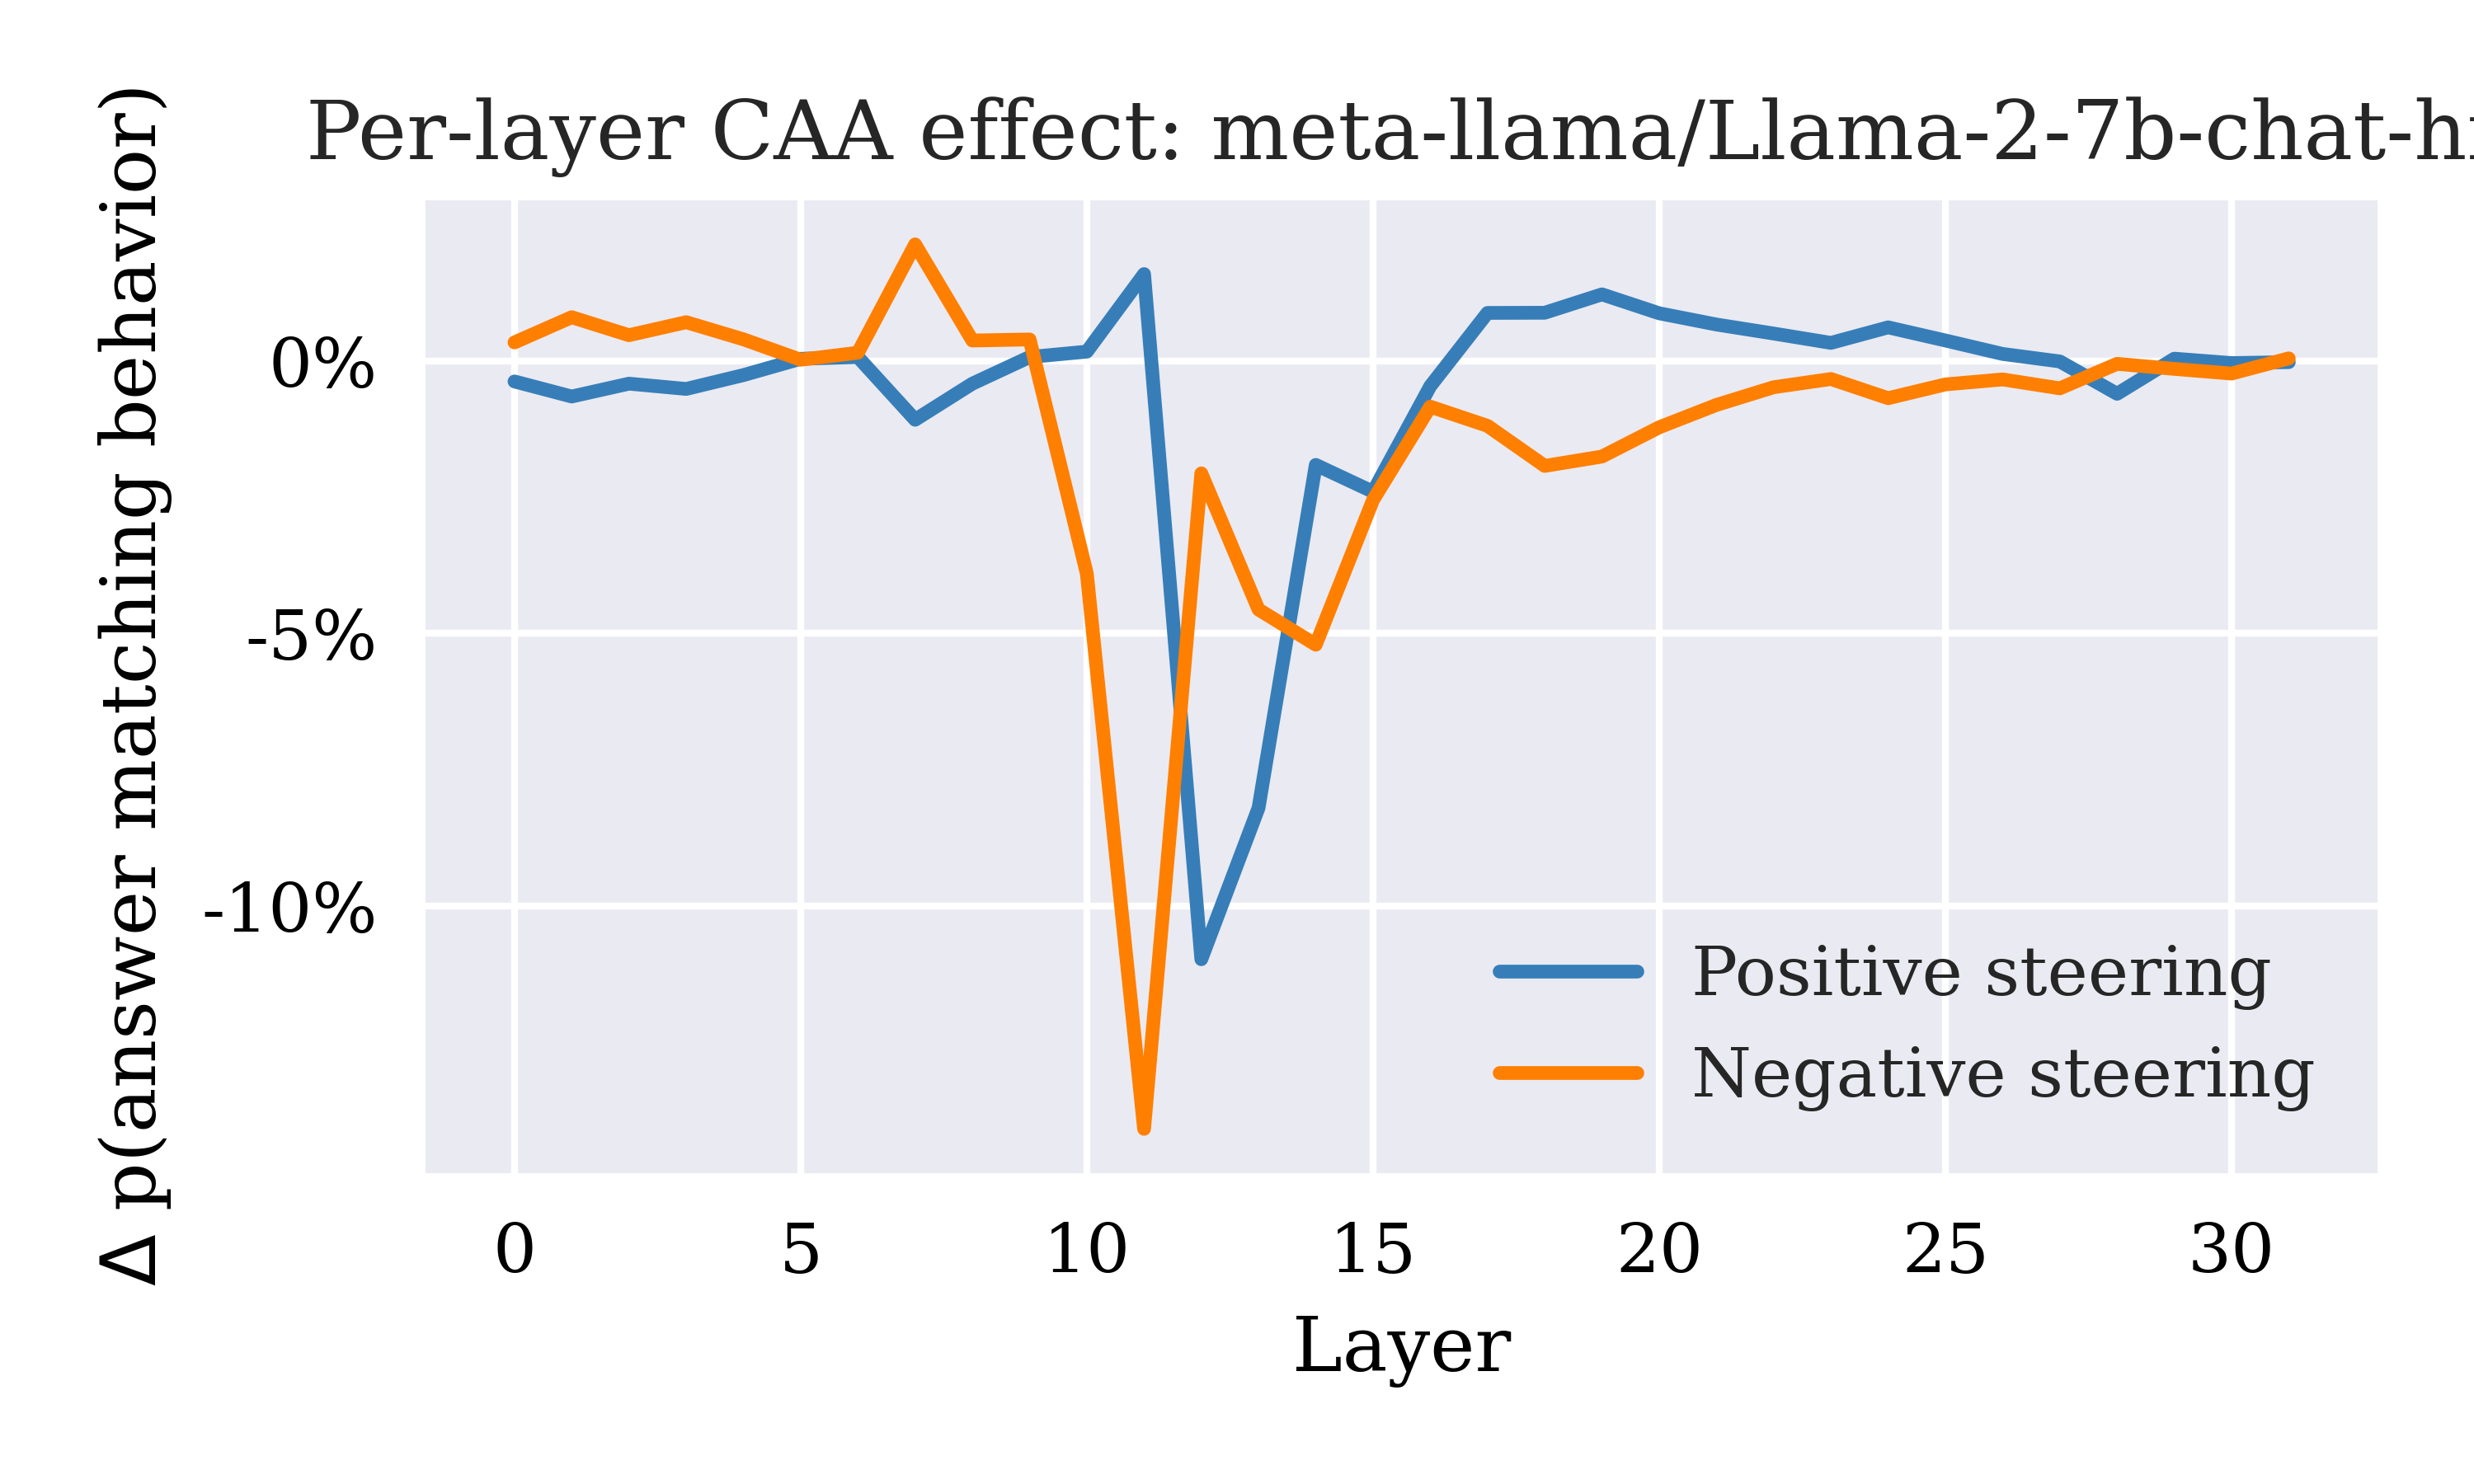 Per-layer CAA effect: meta-llama/Llama-2-7b-chat-h
Δ p(answer matching behavior)
0%
-5%
-10%
Positive steering
Negative steering
0 5 10 15 20 25 30
Layer